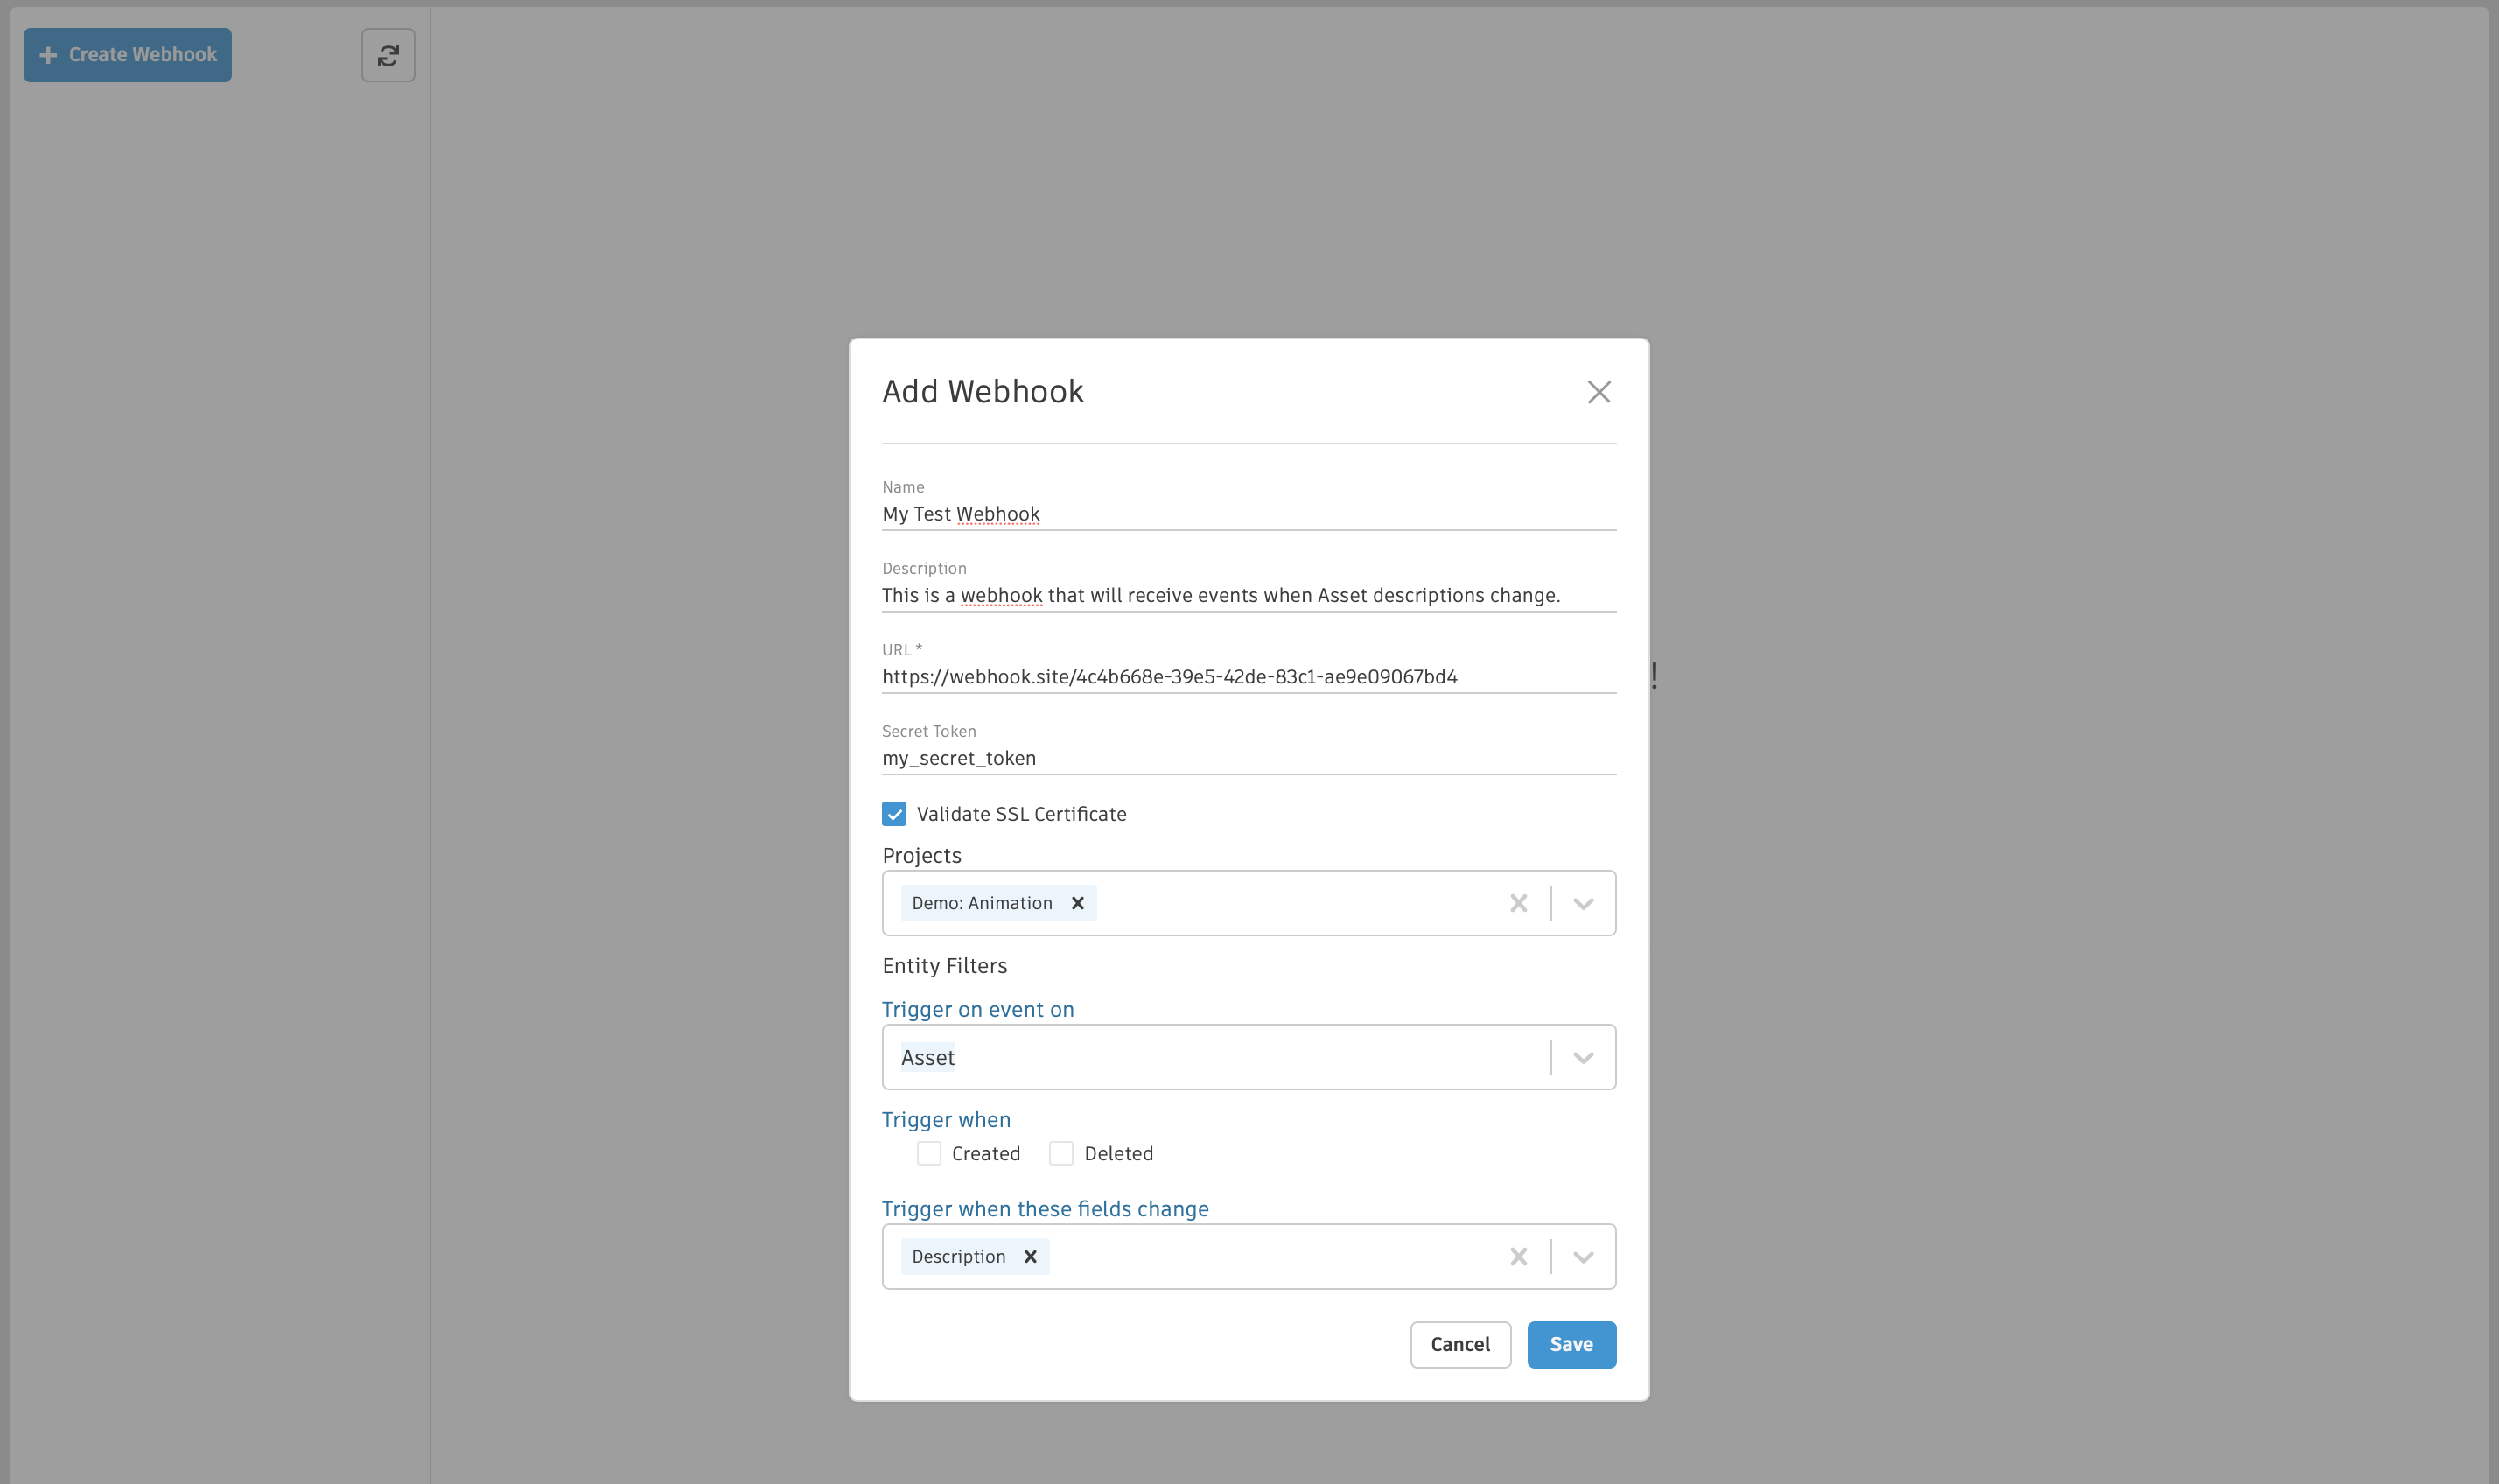 Create Webhook
Add Webhook
Name
My Test Webhook
Description
This is a webhook that will receive events when Asset descriptions change.
URL *
https://webhook.site/4c4b668e-39e5-42de-83c1-ae9e09067bd4
!
Secret Token
my_secret_token
Validate SSL Certificate
Projects
Demo: Animation
Entity Filters
Trigger on event on
Asset
Trigger when
Created Deleted
Trigger when these fields change
Description
Cancel Save